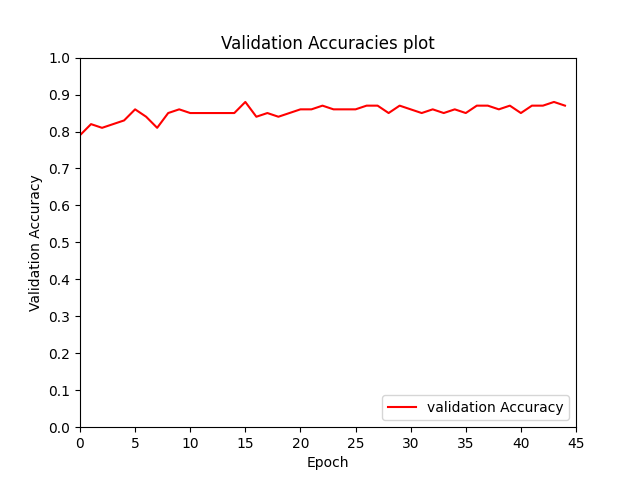 Validation Accuracies plot
1.0
0.9
0.8
0.7
0.6
0.5
0.4
0.3
0.2
0.1
0.0
Validation Accuracy
validation Accuracy
0 5 10 15 20 25 30 35 40 45
Epoch